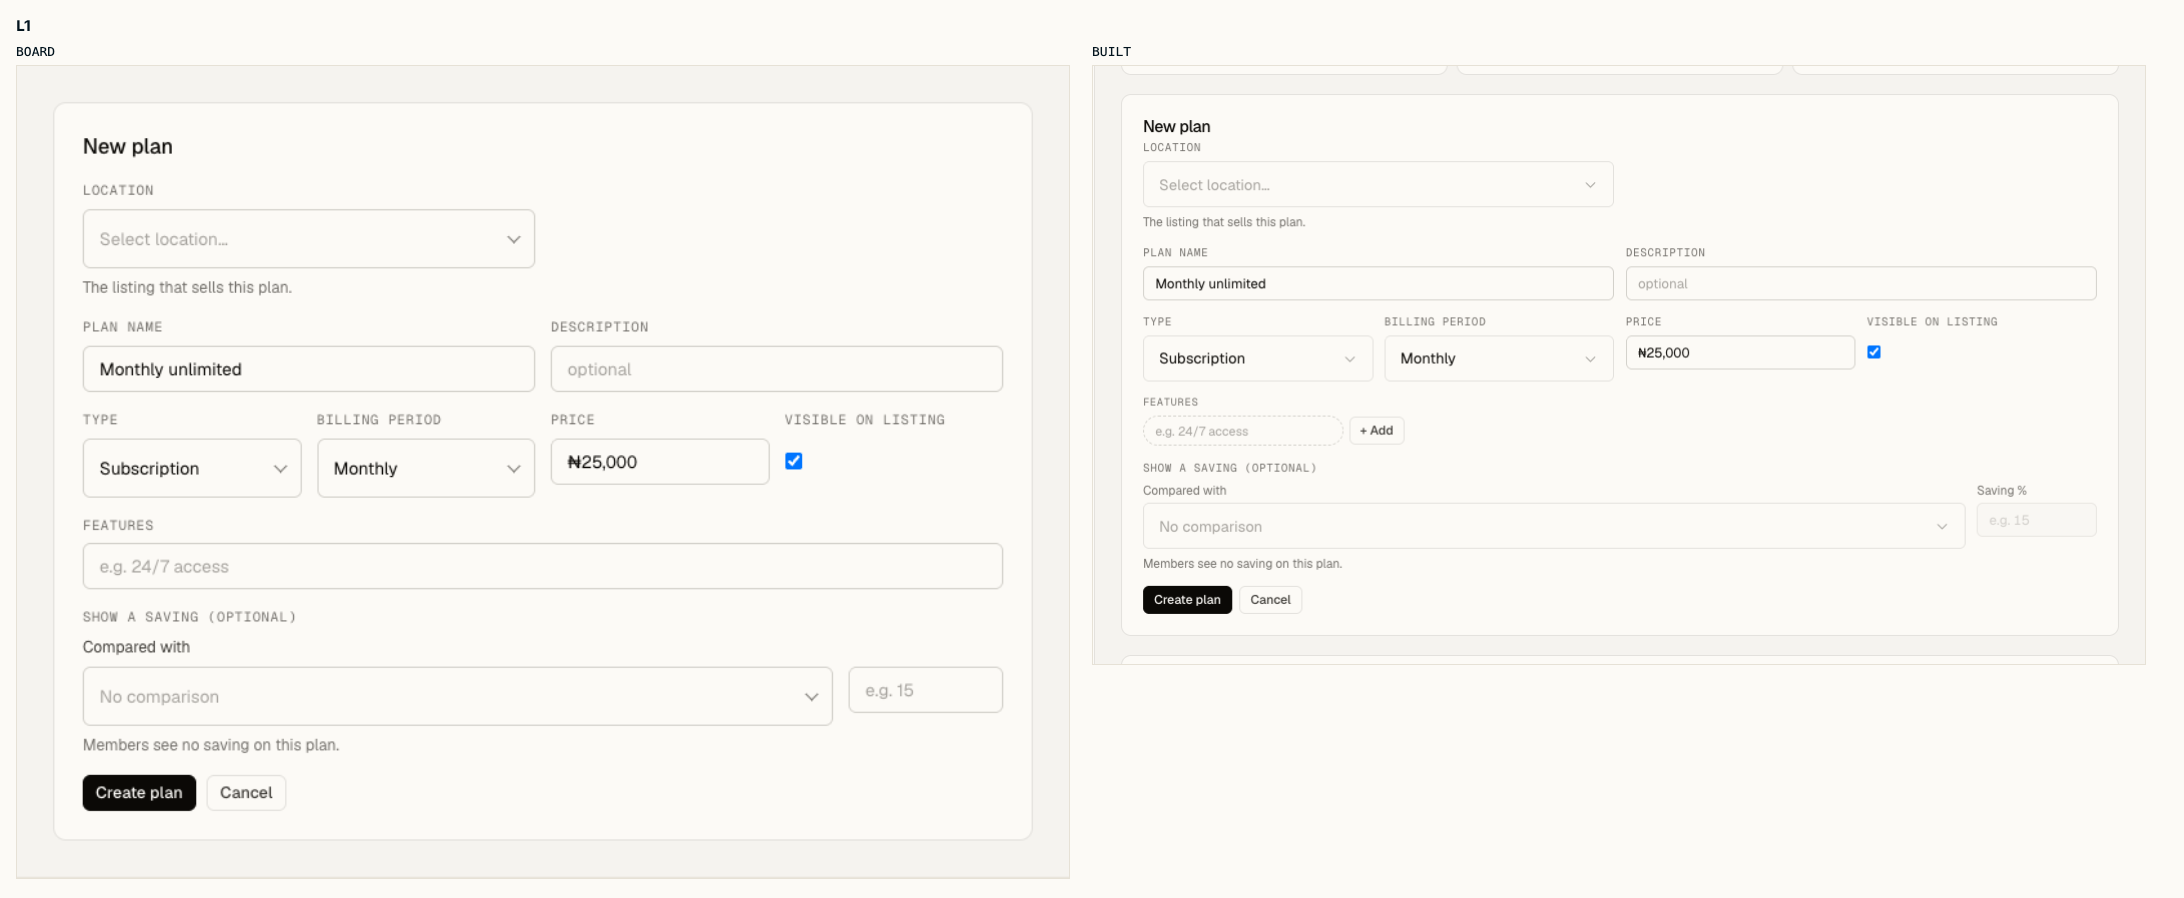 L1
BOARD
New plan
LOCATION
Select location…
The listing that sells this plan.
PLAN NAME
DESCRIPTION
Monthly unlimited
optional
TYPE
BILLING PERIOD
PRICE
VISIBLE ON LISTING
Subscription
Monthly
₦25,000
FEATURES
e.g. 24/7 access
SHOW A SAVING (OPTIONAL)
Compared with
No comparison
e.g. 15
Members see no saving on this plan.
Create plan
Cancel
BUILT
New plan
LOCATION
Select location…
The listing that sells this plan.
PLAN NAME
DESCRIPTION
Monthly unlimited
optional
TYPE
BILLING PERIOD
PRICE
VISIBLE ON LISTING
Subscription
Monthly
₦25,000
FEATURES
e.g. 24/7 access
+ Add
SHOW A SAVING (OPTIONAL)
Compared with
Saving %
No comparison
e.g. 15
Members see no saving on this plan.
Create plan
Cancel